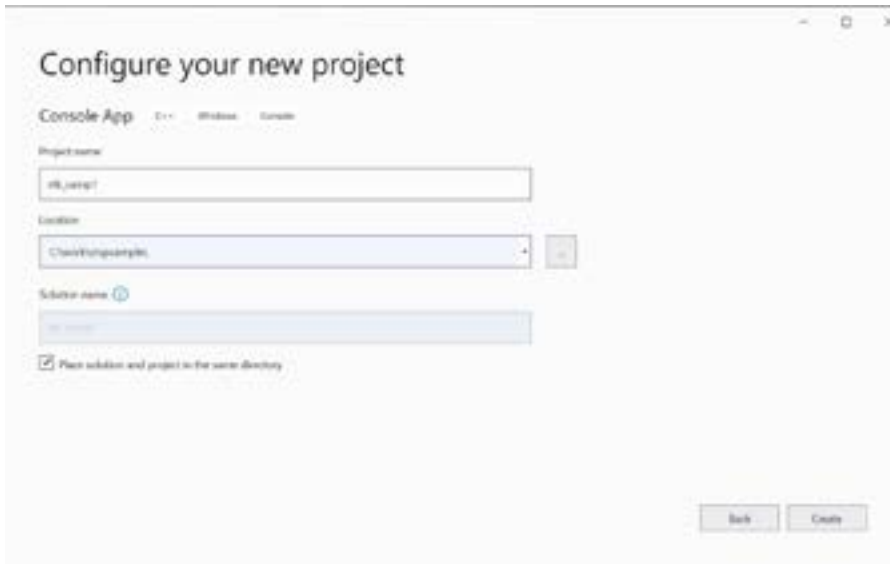 Configure your new project
Console App C++ Windows Console
Project name
Location
Solution name
Place solution and project in the same directory
Back Create